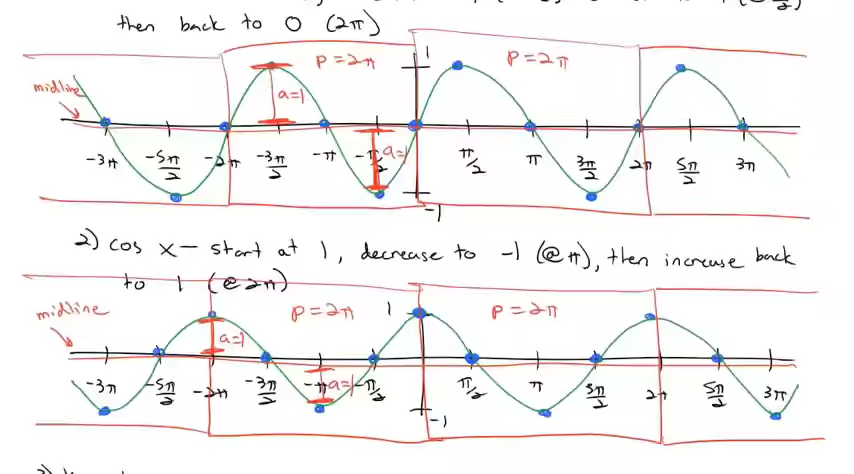 then back to 0 (2π)
p=2π
1
p=2π
midline
a=1
a=1
-3π -5π/2 -2π -3π/2 -π -π/2 π/2 π 3π/2 2π 5π/2 3π
-1
2) cos x — start at 1, decrease to -1 (@π), then increase back
to 1 (@2π)
midline
p=2π
1
p=2π
a=1
a=1
-3π -5π/2 -2π -3π/2 -π -π/2 π/2 π 3π/2 2π 5π/2 3π
-1